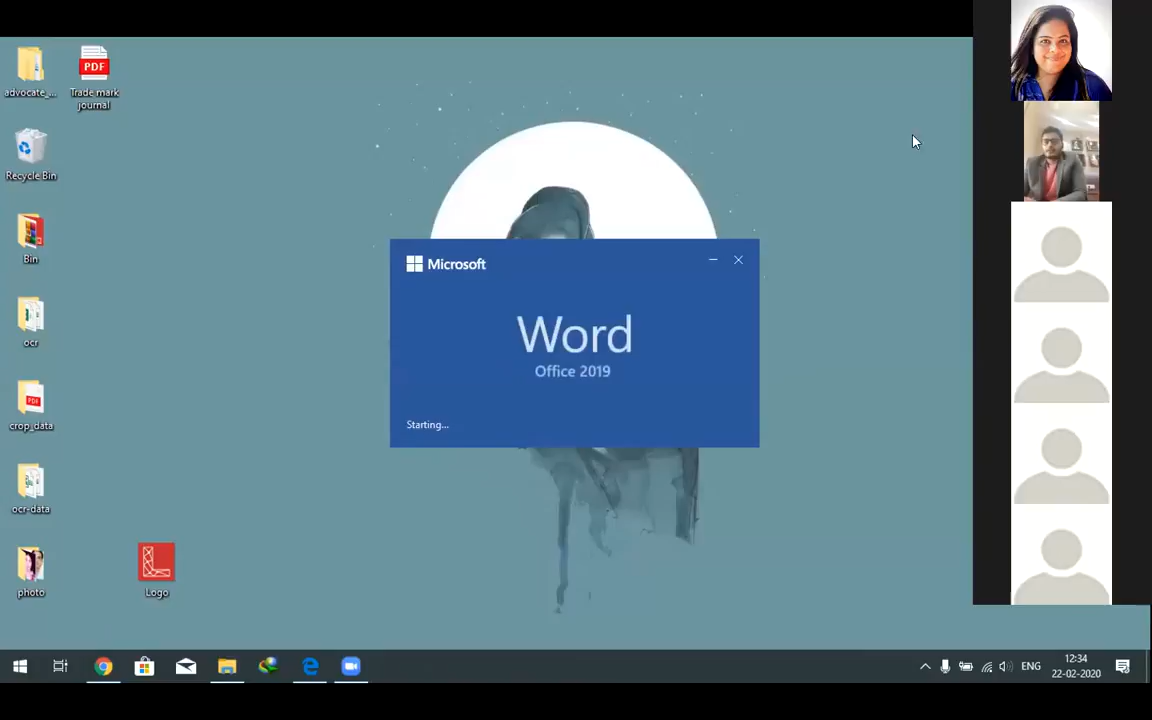 advocate_...
PDF
Trade mark
journal
Recycle Bin
Bin
ocr
PDF
crop_data
ocr-data
photo
Logo
Microsoft
Word
Office 2019
Starting...
ENG
12:34
22-02-2020